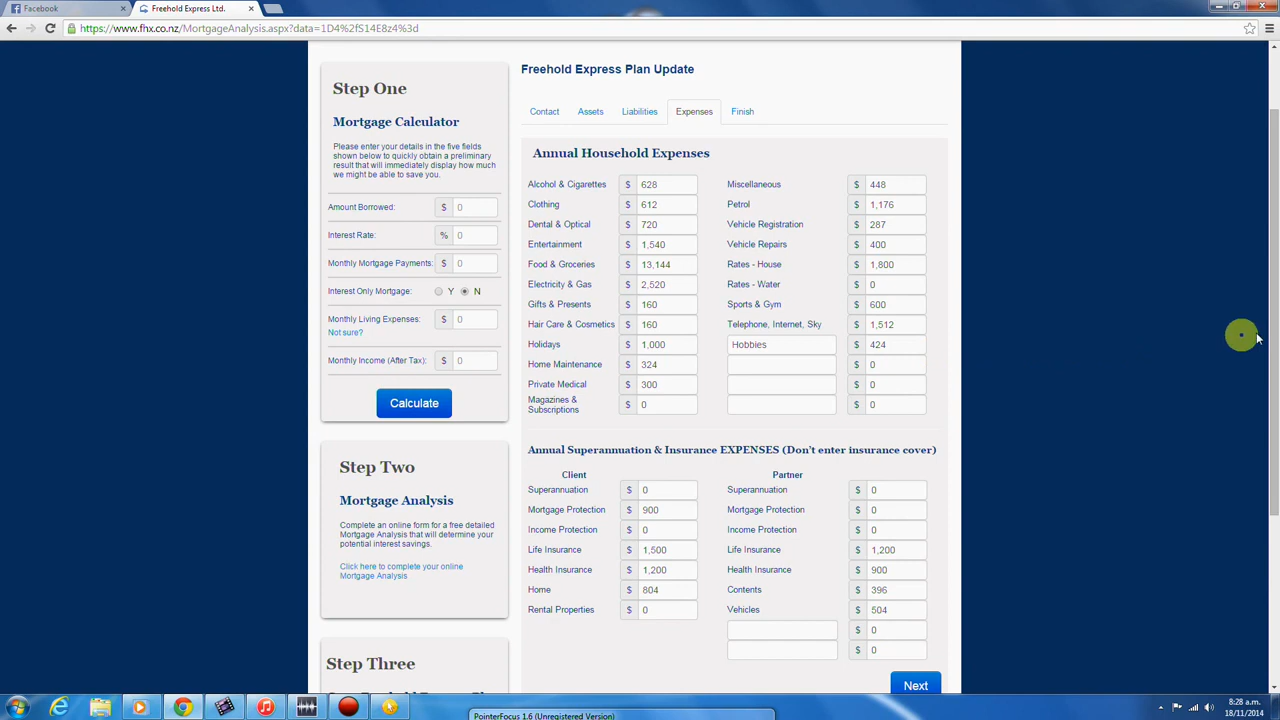 Facebook
Freehold Express Ltd.
https://www.fhx.co.nz/MortgageAnalysis.aspx?data=1D4%2fS14E8z4%3d
Step One
Mortgage Calculator
Please enter your details in the five fields
shown below to quickly obtain a preliminary
result that will immediately display how much
we might be able to save you.
Amount Borrowed: $ 0
Interest Rate: % 0
Monthly Mortgage Payments: $ 0
Interest Only Mortgage: Y N
Monthly Living Expenses: $ 0
Not sure?
Monthly Income (After Tax): $ 0
Calculate
Step Two
Mortgage Analysis
Complete an online form for a free detailed
Mortgage Analysis that will determine your
potential interest savings.
Click here to complete your online
Mortgage Analysis
Step Three
Freehold Express Plan Update
Contact Assets Liabilities Expenses Finish
Annual Household Expenses
Alcohol & Cigarettes $ 628 Miscellaneous $ 448
Clothing $ 612 Petrol $ 1,176
Dental & Optical $ 720 Vehicle Registration $ 287
Entertainment $ 1,540 Vehicle Repairs $ 400
Food & Groceries $ 13,144 Rates - House $ 1,800
Electricity & Gas $ 2,520 Rates - Water $ 0
Gifts & Presents $ 160 Sports & Gym $ 600
Hair Care & Cosmetics $ 160 Telephone, Internet, Sky $ 1,512
Holidays $ 1,000 Hobbies $ 424
Home Maintenance $ 324 $ 0
Private Medical $ 300 $ 0
Magazines &
Subscriptions $ 0 $ 0
Annual Superannuation & Insurance EXPENSES (Don't enter insurance cover)
Client Partner
Superannuation $ 0 Superannuation $ 0
Mortgage Protection $ 900 Mortgage Protection $ 0
Income Protection $ 0 Income Protection $ 0
Life Insurance $ 1,500 Life Insurance $ 1,200
Health Insurance $ 1,200 Health Insurance $ 900
Home $ 804 Contents $ 396
Rental Properties $ 0 Vehicles $ 504
$ 0
$ 0
Next
PointerFocus 1.6 (Unregistered Version)
8:28 a.m.
18/11/2014